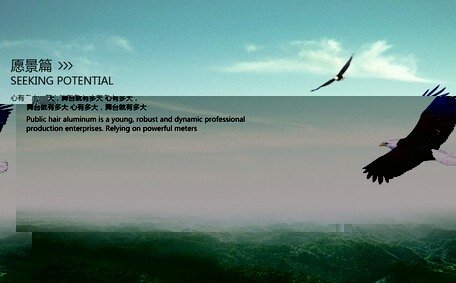 愿景篇 >>>
SEEKING POTENTIAL
心有多大，舞台就有多大 心有多大，
舞台就有多大 心有多大，舞台就有多大
Public hair aluminum is a young, robust and dynamic professional
production enterprises. Relying on powerful meters